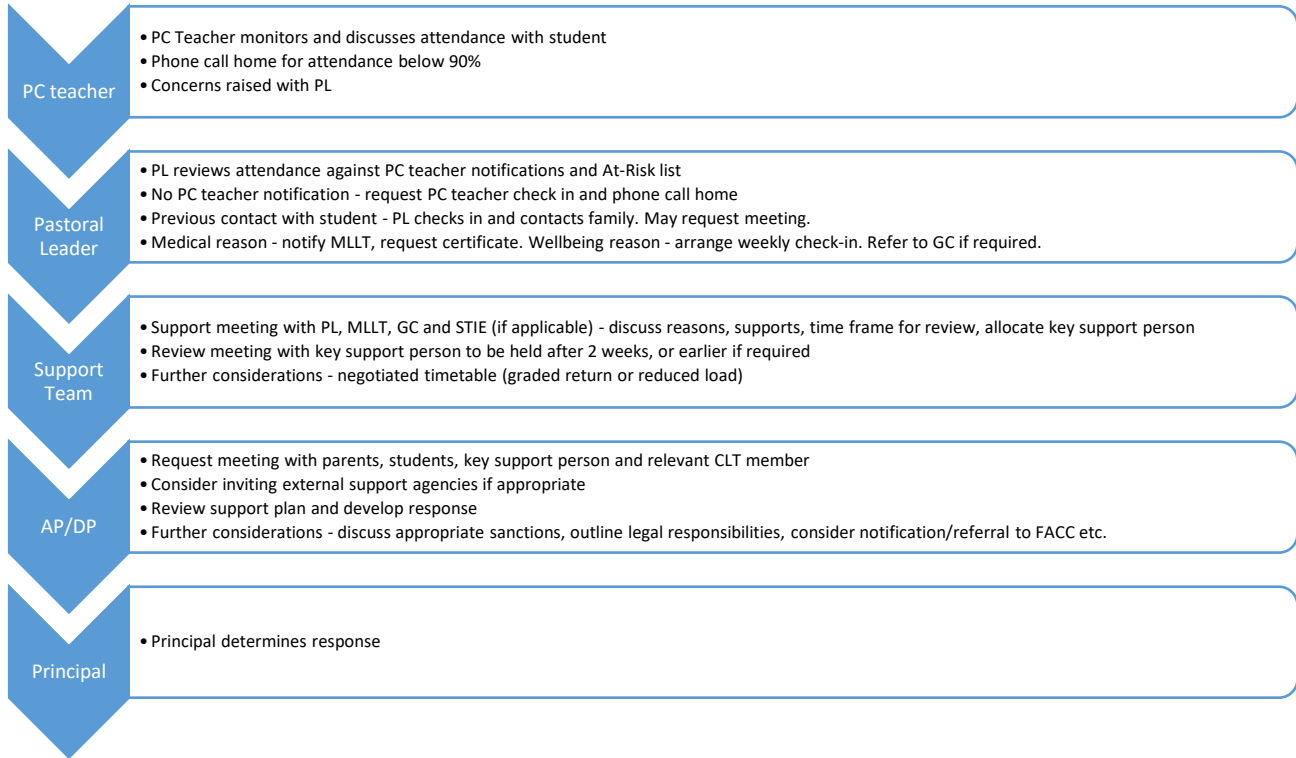 PC teacher
• PC Teacher monitors and discusses attendance with student
• Phone call home for attendance below 90%
• Concerns raised with PL
Pastoral
Leader
• PL reviews attendance against PC teacher notifications and At-Risk list
• No PC teacher notification - request PC teacher check in and phone call home
• Previous contact with student - PL checks in and contacts family. May request meeting.
• Medical reason - notify MLLT, request certificate. Wellbeing reason - arrange weekly check-in. Refer to GC if required.
Support
Team
• Support meeting with PL, MLLT, GC and STIE (if applicable) - discuss reasons, supports, time frame for review, allocate key support person
• Review meeting with key support person to be held after 2 weeks, or earlier if required
• Further considerations - negotiated timetable (graded return or reduced load)
AP/DP
• Request meeting with parents, students, key support person and relevant CLT member
• Consider inviting external support agencies if appropriate
• Review support plan and develop response
• Further considerations - discuss appropriate sanctions, outline legal responsibilities, consider notification/referral to FACC etc.
Principal
• Principal determines response